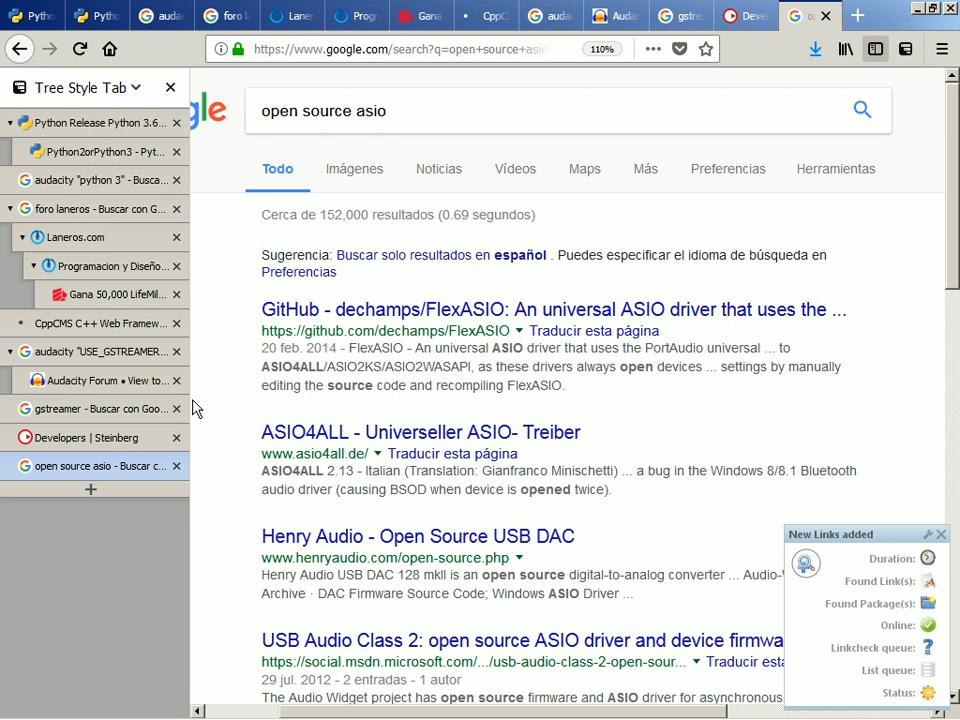 Pytho
Pytho
audac
foro l
Laner
Progr
Gana
CppC
audac
Audac
gstre
Devel
op
https://www.google.com/search?q=open+source+asio
110%
Tree Style Tab
Python Release Python 3.6...
Python2orPython3 - Pyt...
audacity "python 3" - Busca...
foro laneros - Buscar con G...
Laneros.com
Programacion y Diseño...
Gana 50,000 LifeMil...
CppCMS C++ Web Framew...
audacity "USE_GSTREAMER...
Audacity Forum • View to...
gstreamer - Buscar con Goo...
Developers | Steinberg
open source asio - Buscar c...
gle
open source asio
Todo Imágenes Noticias Vídeos Maps Más Preferencias Herramientas
Cerca de 152,000 resultados (0.69 segundos)
Sugerencia: Buscar solo resultados en español . Puedes especificar el idioma de búsqueda en
Preferencias
GitHub - dechamps/FlexASIO: An universal ASIO driver that uses the ...
https://github.com/dechamps/FlexASIO ▼ Traducir esta página
20 feb. 2014 - FlexASIO - An universal ASIO driver that uses the PortAudio universal ... to
ASIO4ALL/ASIO2KS/ASIO2WASAPI, as these drivers always open devices ... settings by manually
editing the source code and recompiling FlexASIO.
ASIO4ALL - Universeller ASIO- Treiber
www.asio4all.de/ ▼ Traducir esta página
ASIO4ALL 2.13 - Italian (Translation: Gianfranco Minischetti) ... a bug in the Windows 8/8.1 Bluetooth
audio driver (causing BSOD when device is opened twice).
Henry Audio - Open Source USB DAC
www.henryaudio.com/open-source.php ▼
Henry Audio USB DAC 128 mkII is an open source digital-to-analog converter ... Audio-
Archive · DAC Firmware Source Code; Windows ASIO Driver ...
USB Audio Class 2: open source ASIO driver and device firmwa
https://social.msdn.microsoft.com/.../usb-audio-class-2-open-sour... ▼ Traducir esta
29 jul. 2012 - 2 entradas - 1 autor
The Audio Widget project has open source firmware and ASIO driver for asynchronous
New Links added
Duration:
Found Link(s):
Found Package(s):
Online:
Linkcheck queue:
List queue:
Status: